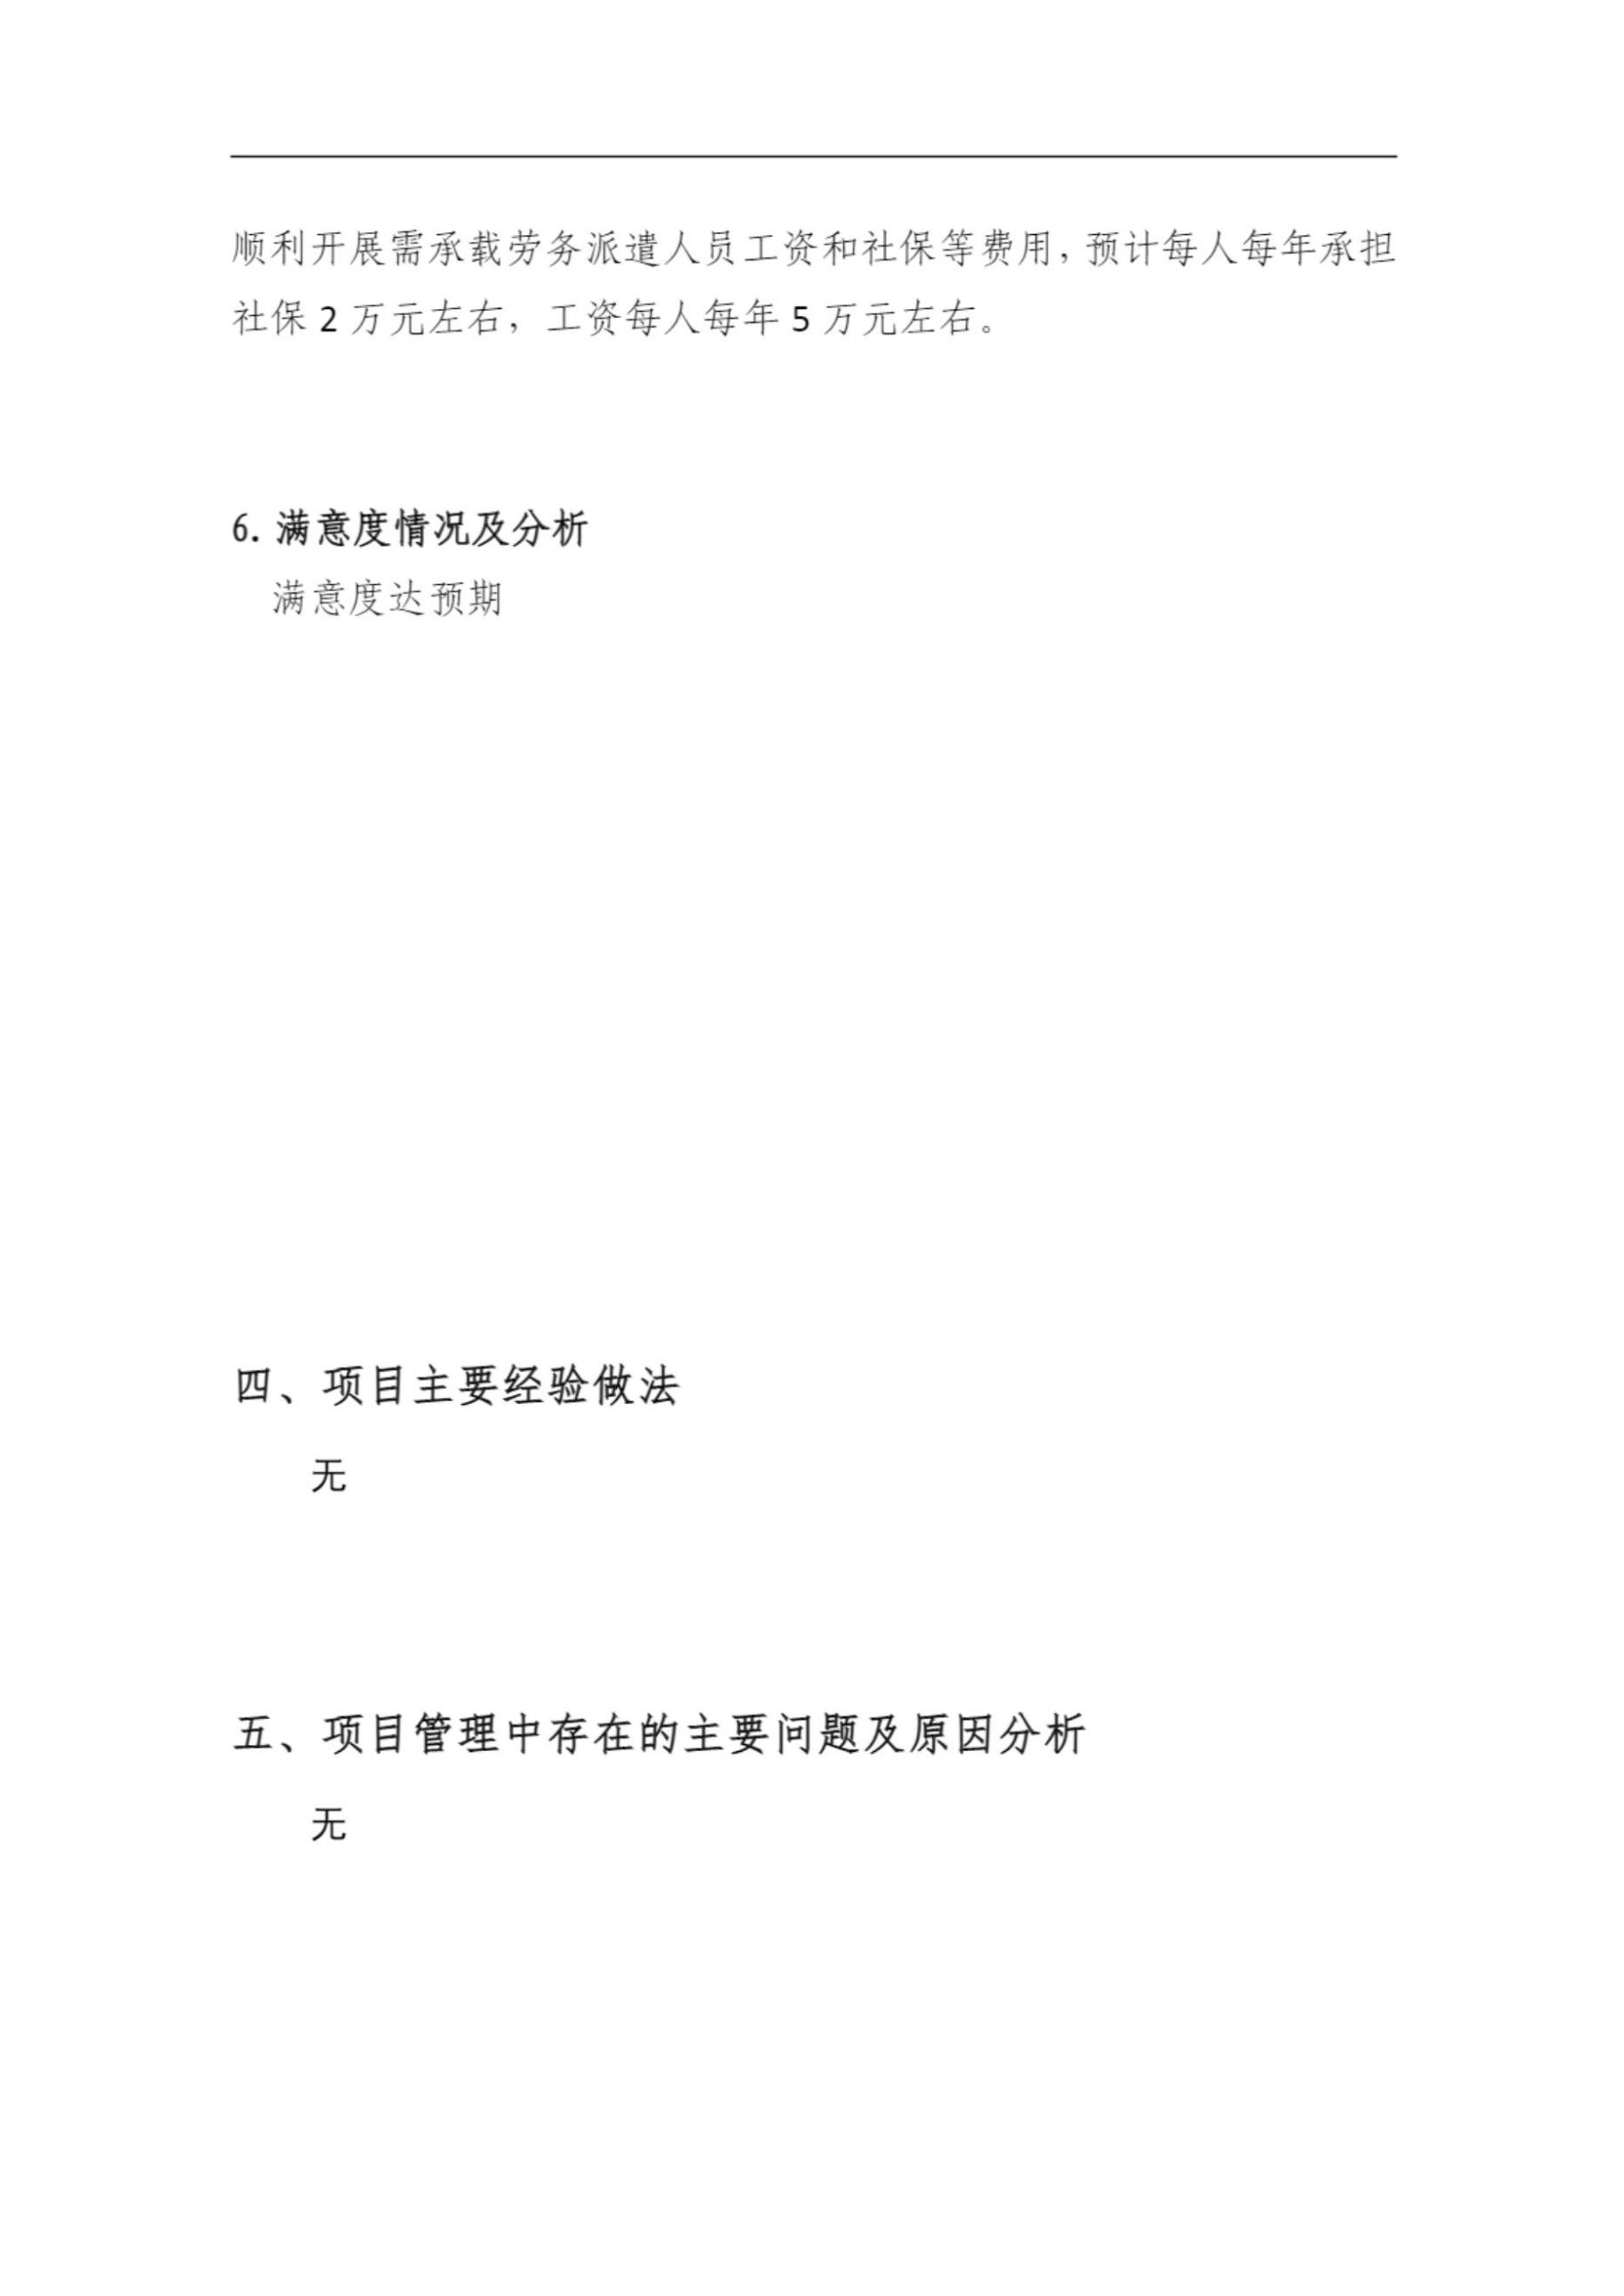 顺利开展需承载劳务派遣人员工资和社保等费用，预计每人每年承担
社保 2 万元左右，工资每人每年 5 万元左右。
6. 满意度情况及分析
满意度达预期
四、项目主要经验做法
无
五、项目管理中存在的主要问题及原因分析
无